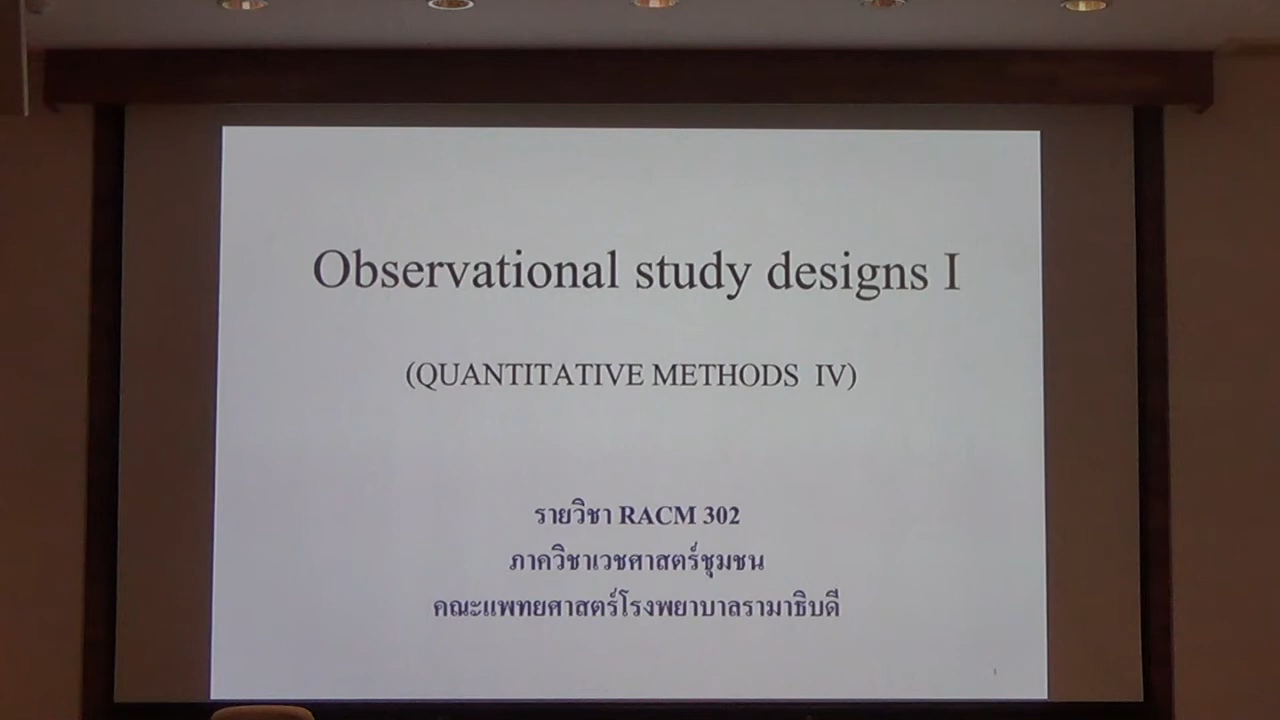 Observational study designs I
(QUANTITATIVE METHODS IV)
รายวิชา RACM 302
ภาควิชาเวชศาสตร์ชุมชน
คณะแพทยศาสตร์โรงพยาบาลรามาธิบดี
1